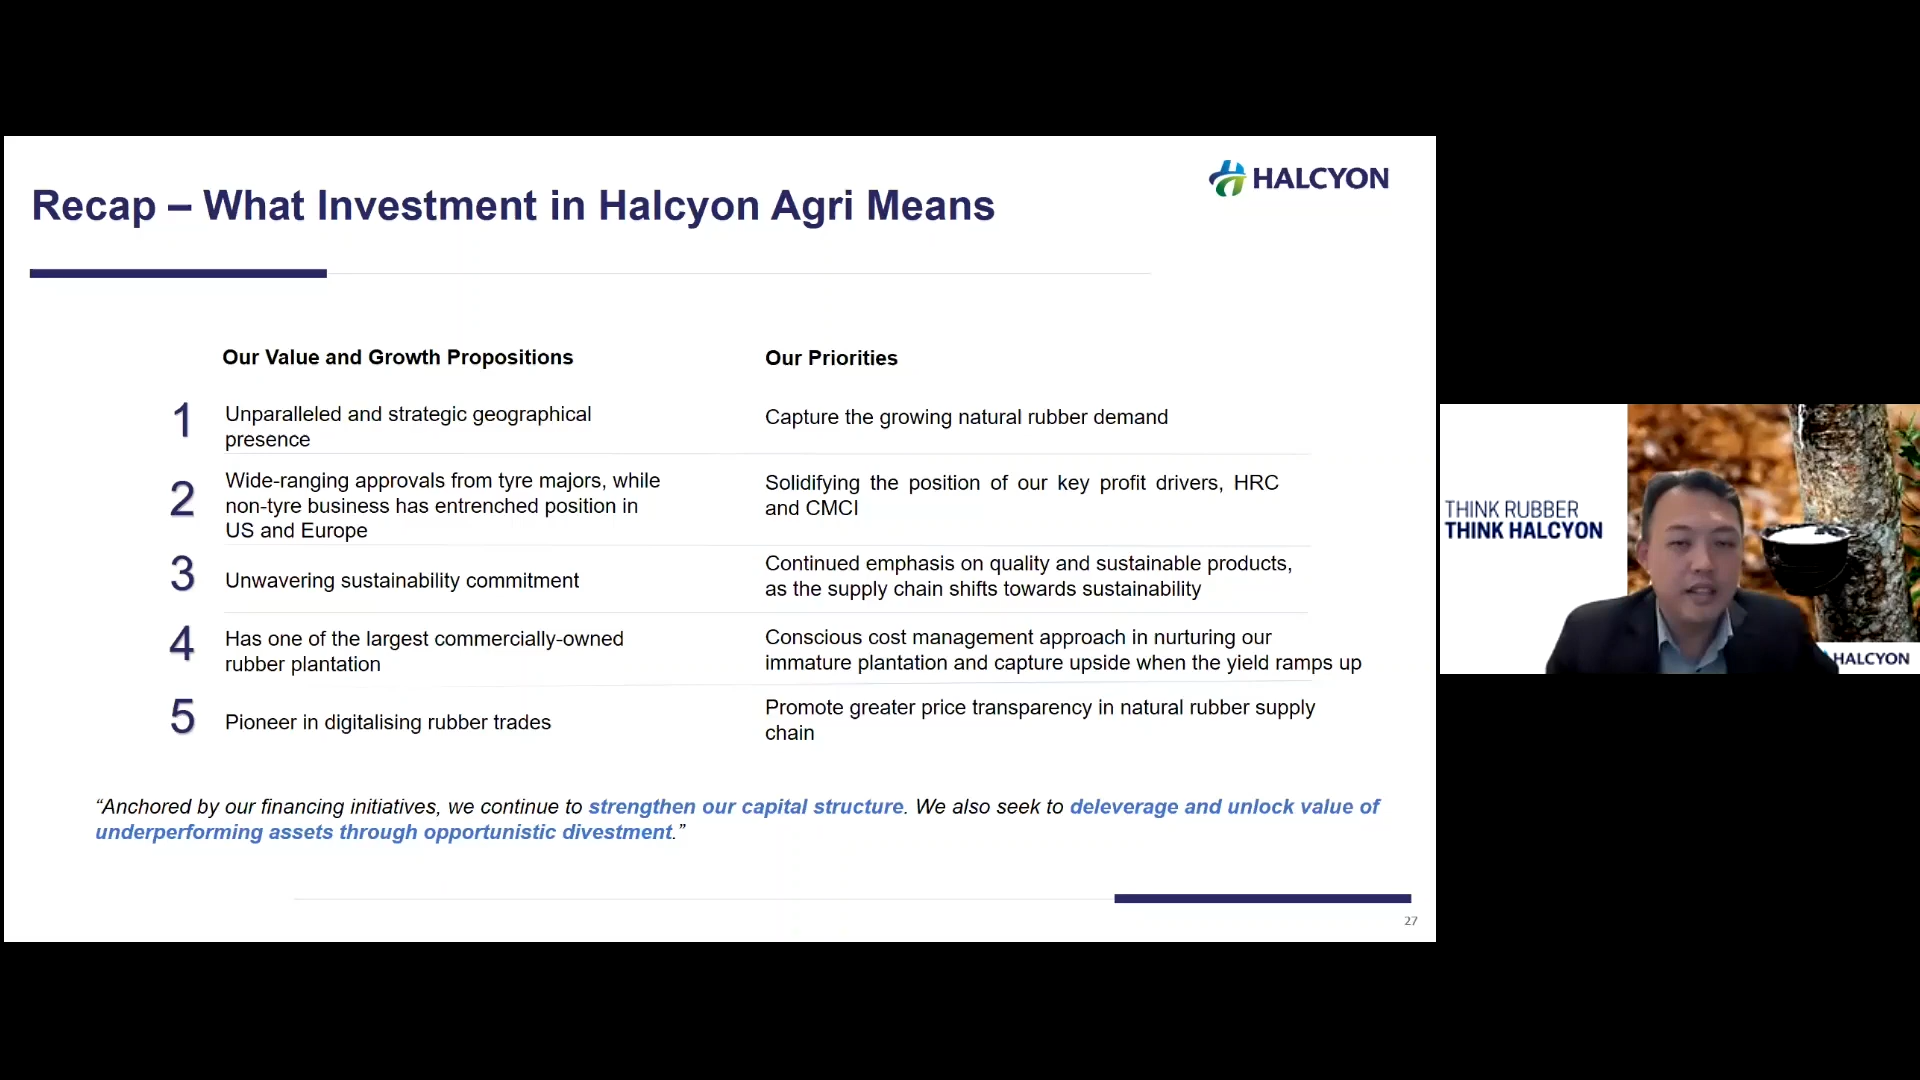 HALCYON
Recap – What Investment in Halcyon Agri Means
Our Value and Growth Propositions
Our Priorities
1
Unparalleled and strategic geographical
presence
Capture the growing natural rubber demand
2
Wide-ranging approvals from tyre majors, while
non-tyre business has entrenched position in
US and Europe
Solidifying the position of our key profit drivers, HRC
and CMCI
3
Unwavering sustainability commitment
Continued emphasis on quality and sustainable products,
as the supply chain shifts towards sustainability
4
Has one of the largest commercially-owned
rubber plantation
Conscious cost management approach in nurturing our
immature plantation and capture upside when the yield ramps up
5
Pioneer in digitalising rubber trades
Promote greater price transparency in natural rubber supply
chain
“Anchored by our financing initiatives, we continue to strengthen our capital structure. We also seek to deleverage and unlock value of
underperforming assets through opportunistic divestment.”
27
THINK RUBBER
THINK HALCYON
HALCYON